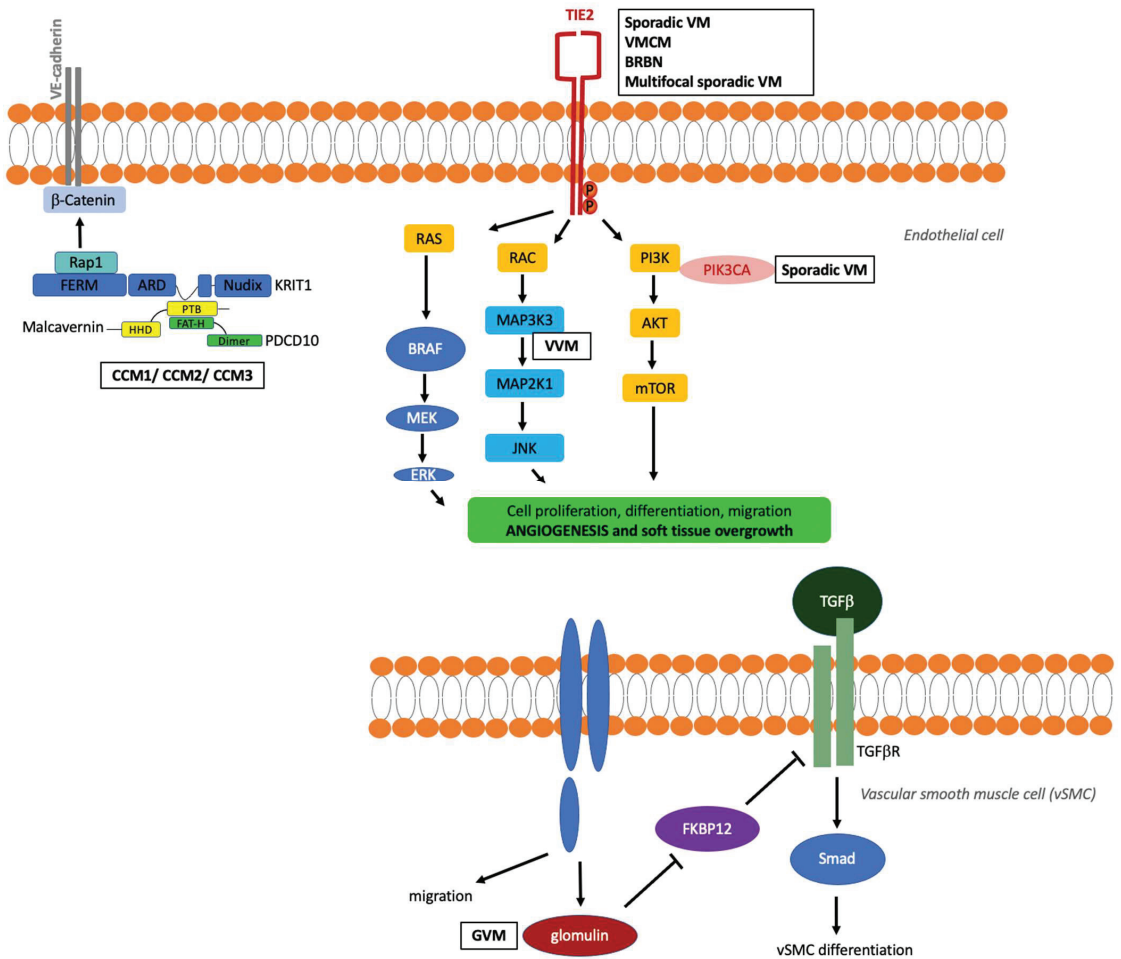 TIE2
Sporadic VM
VMCM
BRBN
Multifocal sporadic VM
VE-cadherin
β-Catenin
P
P
Endothelial cell
Rap1
FERM
ARD
Nudix
KRIT1
PTB
Malcavernin
HHD
FAT-H
Dimer
PDCD10
CCM1/ CCM2/ CCM3
RAS
RAC
PI3K
PIK3CA
Sporadic VM
MAP3K3
AKT
VVM
BRAF
MAP2K1
mTOR
MEK
JNK
ERK
Cell proliferation, differentiation, migration
ANGIOGENESIS and soft tissue overgrowth
TGFβ
TGFβR
Vascular smooth muscle cell (vSMC)
FKBP12
Smad
migration
GVM
glomulin
vSMC differentiation